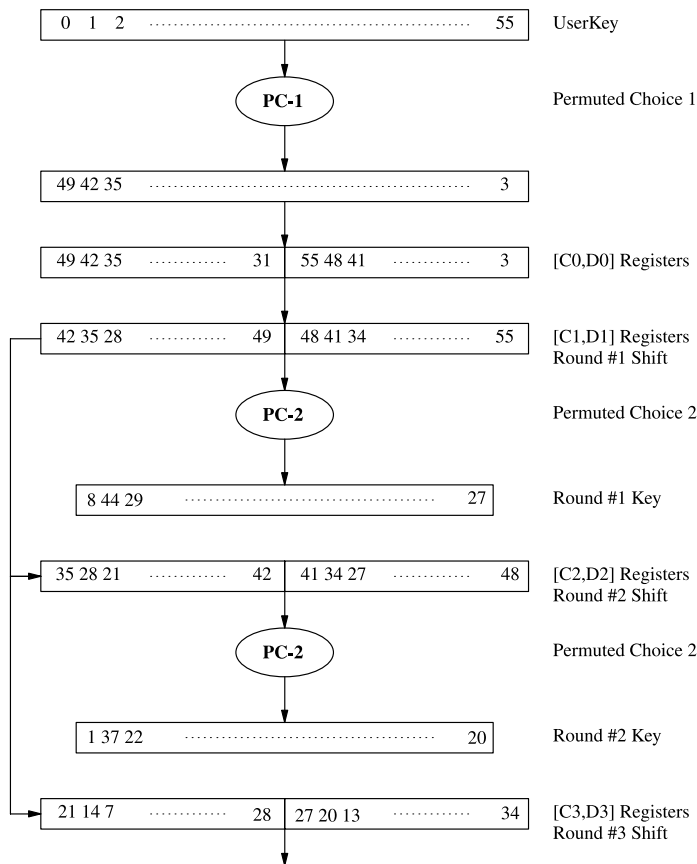 0 1 2 ........ 55 UserKey
PC-1 Permuted Choice 1
49 42 35 ........ 3
49 42 35 ........ 31 55 48 41 ........ 3 [C0,D0] Registers
42 35 28 ........ 49 48 41 34 ........ 55 [C1,D1] Registers
Round #1 Shift
PC-2 Permuted Choice 2
8 44 29 ........ 27 Round #1 Key
35 28 21 ........ 42 41 34 27 ........ 48 [C2,D2] Registers
Round #2 Shift
PC-2 Permuted Choice 2
1 37 22 ........ 20 Round #2 Key
21 14 7 ........ 28 27 20 13 ........ 34 [C3,D3] Registers
Round #3 Shift